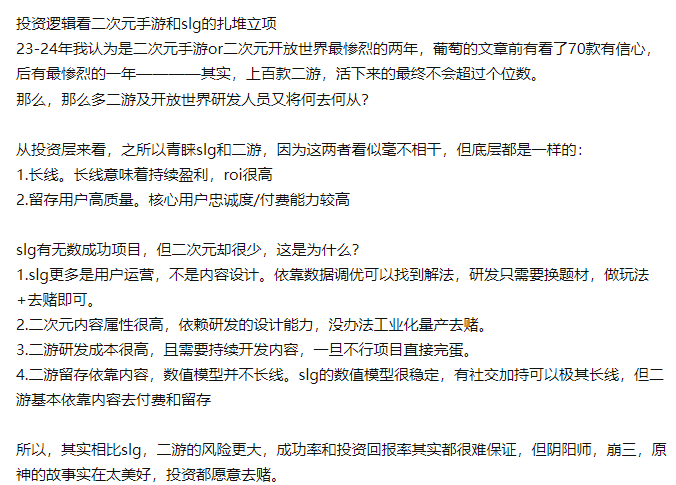 投资逻辑看二次元手游和slg的扎堆立项
23-24年我认为是二次元手游or二次元开放世界最惨烈的两年，葡萄的文章前有看了70款有信心，
后有最惨烈的一年————其实，上百款二游，活下来的最终不会超过个位数。
那么，那么多二游及开放世界研发人员又将何去何从？
从投资层来看，之所以青睐slg和二游，因为这两者看似毫不相干，但底层都是一样的：
1.长线。长线意味着持续盈利，roi很高
2.留存用户高质量。核心用户忠诚度/付费能力较高
slg有无数成功项目，但二次元却很少，这是为什么？
1.slg更多是用户运营，不是内容设计。依靠数据调优可以找到解法，研发只需要换题材，做玩法
+去赌即可。
2.二次元内容属性很高，依赖研发的设计能力，没办法工业化量产去赌。
3.二游研发成本很高，且需要持续开发内容，一旦不行项目直接完蛋。
4.二游留存依靠内容，数值模型并不长线。slg的数值模型很稳定，有社交加持可以极其长线，但二
游基本依靠内容去付费和留存
所以，其实相比slg，二游的风险更大，成功率和投资回报率其实都很难保证，但阴阳师，崩三，原
神的故事实在太美好，投资都愿意去赌。